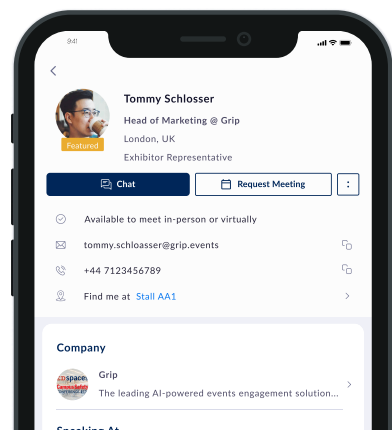 9:41
Tommy Schlosser
Head of Marketing @ Grip
London, UK
Featured
Exhibitor Representative
Chat
Request Meeting
Available to meet in-person or virtually
tommy.schloasser@grip.events
+44 7123456789
Find me at Stall AA1
Company
Grip
The leading AI-powered events engagement solution...
Speaking At